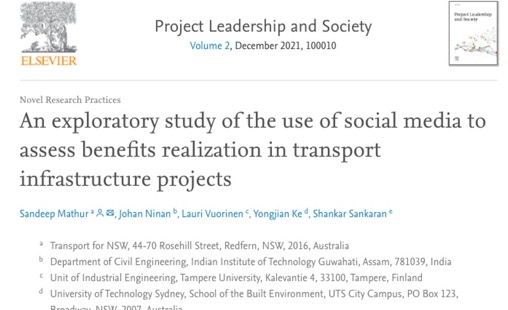 Project Leadership and Society
Volume 2, December 2021, 100010
ELSEVIER
Novel Research Practices
An exploratory study of the use of social media to
assess benefits realization in transport
infrastructure projects
Sandeep Mathur a, Johan Ninan b, Lauri Vuorinen c, Yongjian Ke d, Shankar Sankaran e
a Transport for NSW, 44-70 Rosehill Street, Redfern, NSW, 2016, Australia
b Department of Civil Engineering, Indian Institute of Technology Guwahati, Assam, 781039, India
c Unit of Industrial Engineering, Tampere University, Kalevantie 4, 33100, Tampere, Finland
d University of Technology Sydney, School of the Built Environment, UTS City Campus, PO Box 123,
Broadway, NSW, 2007, Australia